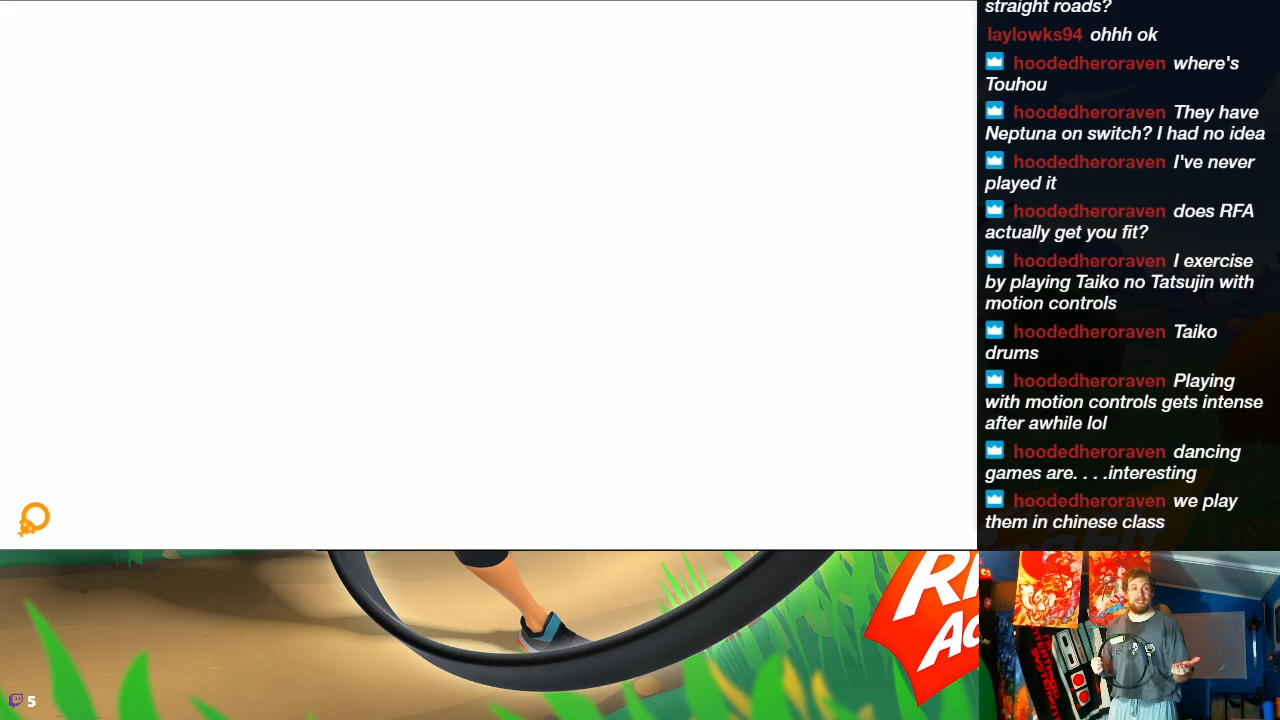 straight roads?
laylowks94 ohhh ok
hoodedheroraven where's
Touhou
hoodedheroraven They have
Neptuna on switch? I had no idea
hoodedheroraven I've never
played it
hoodedheroraven does RFA
actually get you fit?
hoodedheroraven I exercise
by playing Taiko no Tatsujin with
motion controls
hoodedheroraven Taiko
drums
hoodedheroraven Playing
with motion controls gets intense
after awhile lol
hoodedheroraven dancing
games are. . . .interesting
hoodedheroraven we play
them in chinese class
5